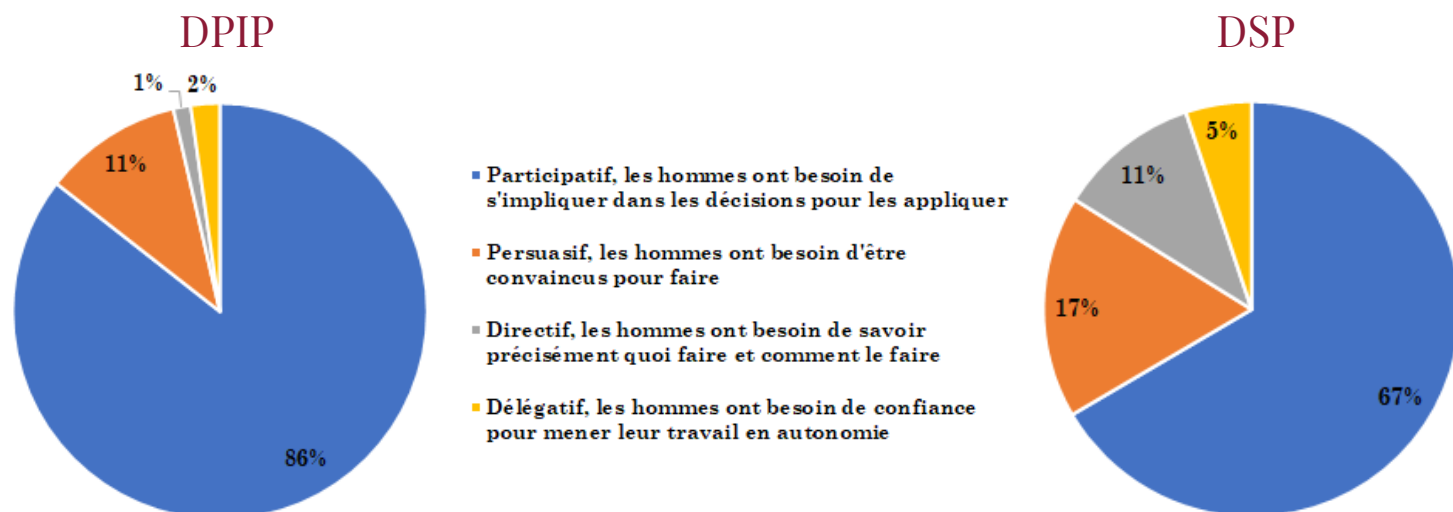 DPIP
1%
2%
11%
86%
Participatif, les hommes ont besoin de
s'impliquer dans les décisions pour les appliquer
Persuasif, les hommes ont besoin d'être
convaincus pour faire
Directif, les hommes ont besoin de savoir
précisément quoi faire et comment le faire
Délégatif, les hommes ont besoin de confiance
pour mener leur travail en autonomie
DSP
5%
11%
17%
67%